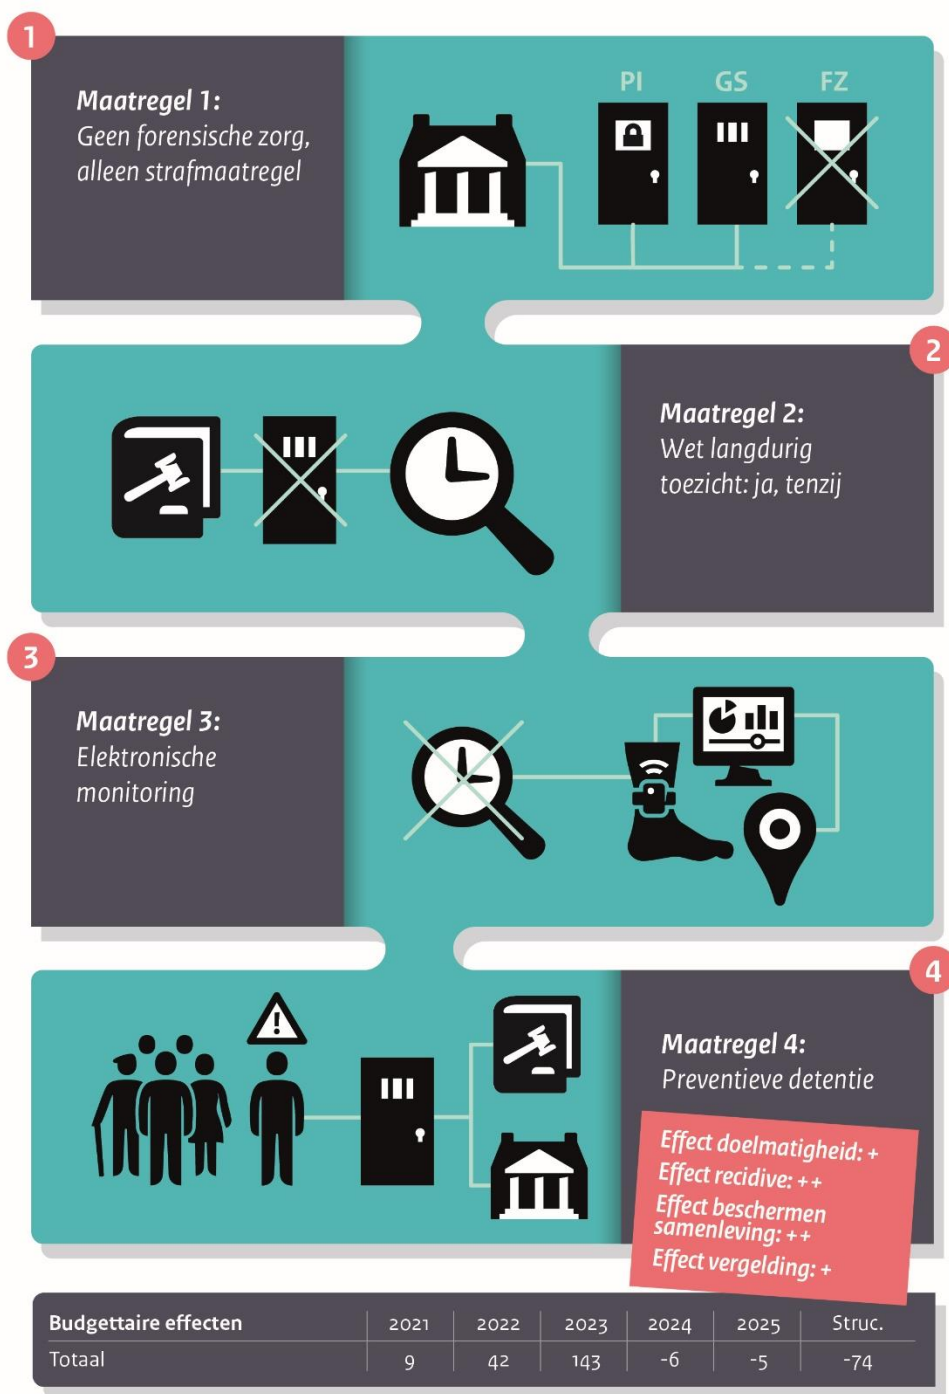 1
Maatregel 1:
Geen forensische zorg,
alleen strafmaatregel
PI GS FZ
2
Maatregel 2:
Wet langdurig
toezicht: ja, tenzij
3
Maatregel 3:
Elektronische
monitoring
4
Maatregel 4:
Preventieve detentie
Effect doelmatigheid: +
Effect recidive: ++
Effect beschermen
samenleving: ++
Effect vergelding: +
Budgettaire effecten 2021 2022 2023 2024 2025 Struc.
Totaal 9 42 143 -6 -5 -74